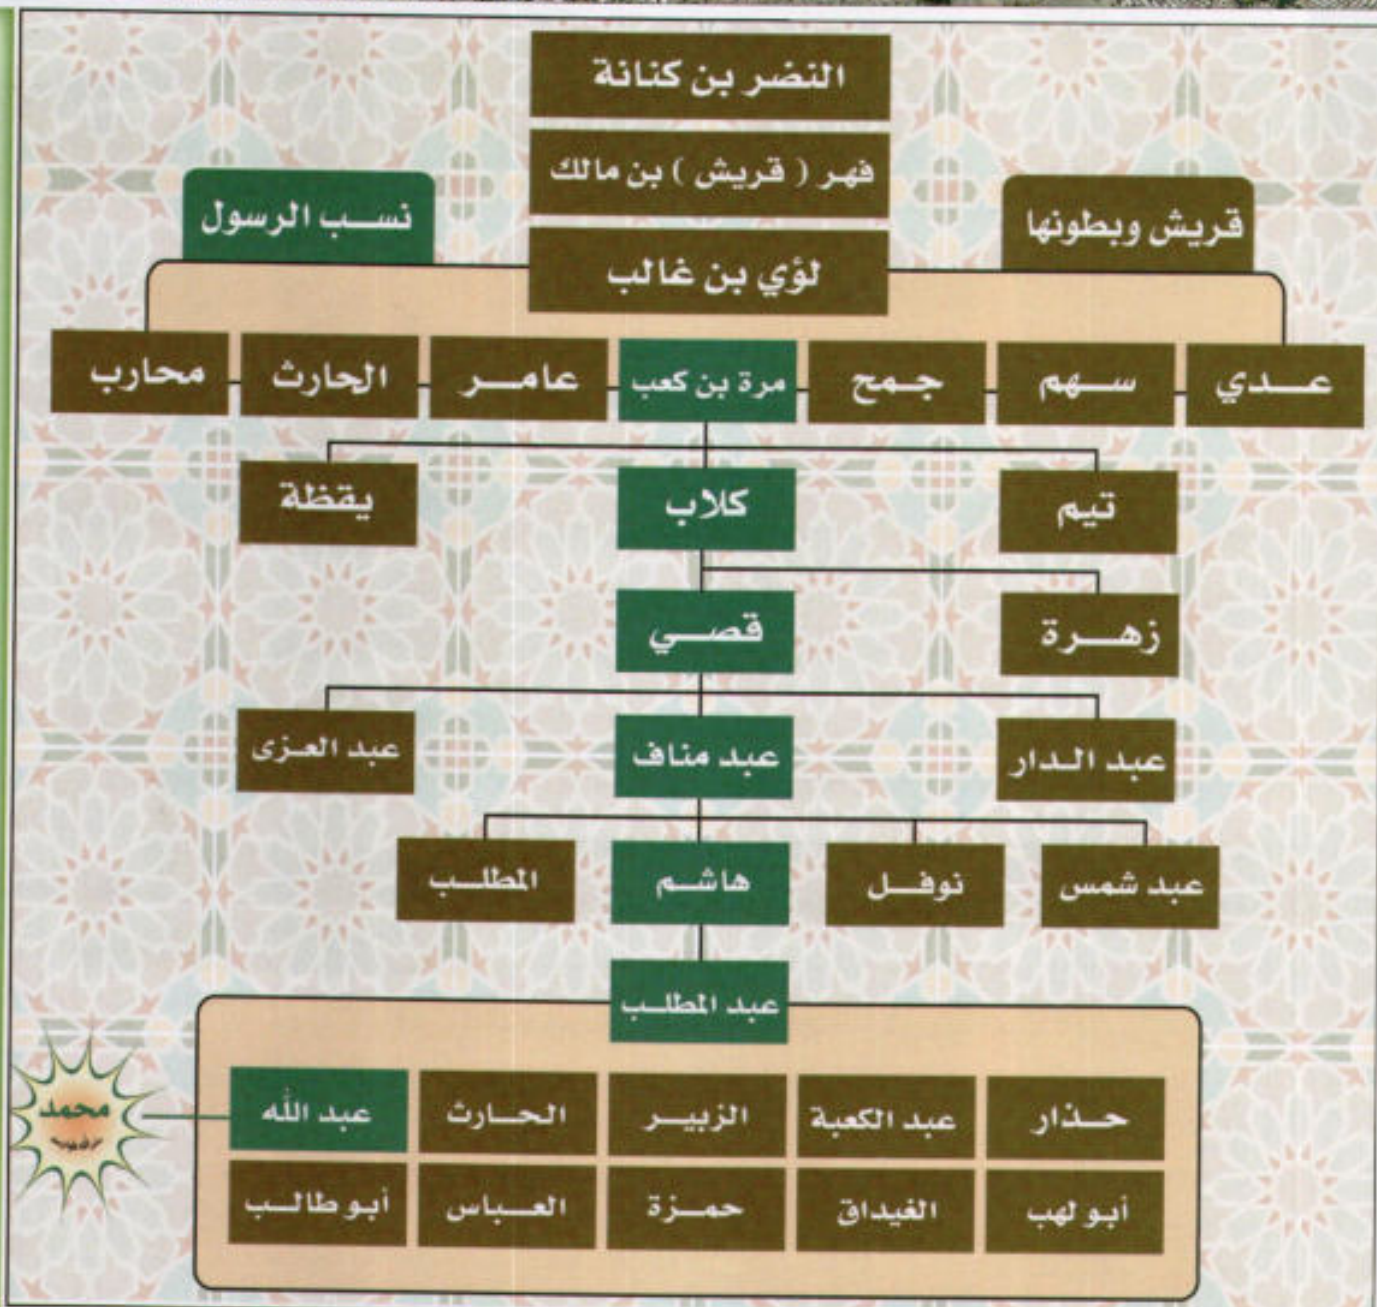 النضر بن كنانة
فهر ( قريش ) بن مالك
قريش وبطونها
نسب الرسول
لؤي بن غالب
عدي
سهم
جمح
مرة بن كعب
عامر
الحارث
محارب
تيم
كلاب
يقظة
زهرة
قصي
عبد الدار
عبد مناف
عبد العزى
عبد شمس
نوفل
هاشم
المطلب
عبد المطلب
حذار
عبد الكعبة
الزبير
الحارث
عبد الله
محمد
أبو لهب
الغيداق
حمزة
العباس
أبو طالب